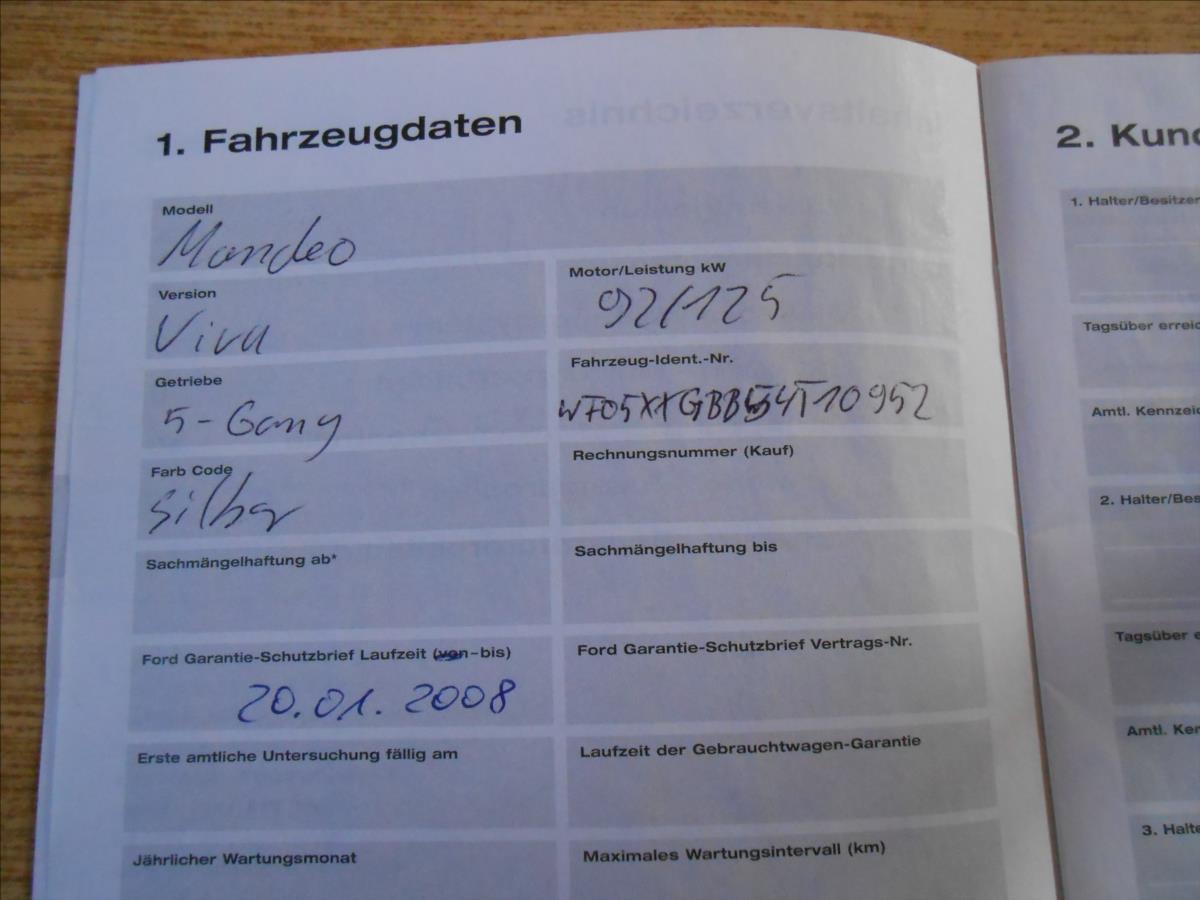 1. Fahrzeugdaten
Modell
Mondeo
Version
Viva
Motor/Leistung kW
92/125
Getriebe
5-Gang
Fahrzeug-Ident.-Nr.
Farb Code
silber
Rechnungsnummer (Kauf)
Sachmängelhaftung ab*
Sachmängelhaftung bis
Ford Garantie-Schutzbrief Laufzeit (von-bis)
20.01.2008
Ford Garantie-Schutzbrief Vertrags-Nr.
Erste amtliche Untersuchung fällig am
Laufzeit der Gebrauchtwagen-Garantie
Jährlicher Wartungsmonat
Maximales Wartungsintervall (km)
2. Kund
1. Halter/Besitzer
Tagsüber erreic
Amtl. Kennzeic
2. Halter/Bes
Tagsüber e
Amtl. Ken
3. Halte